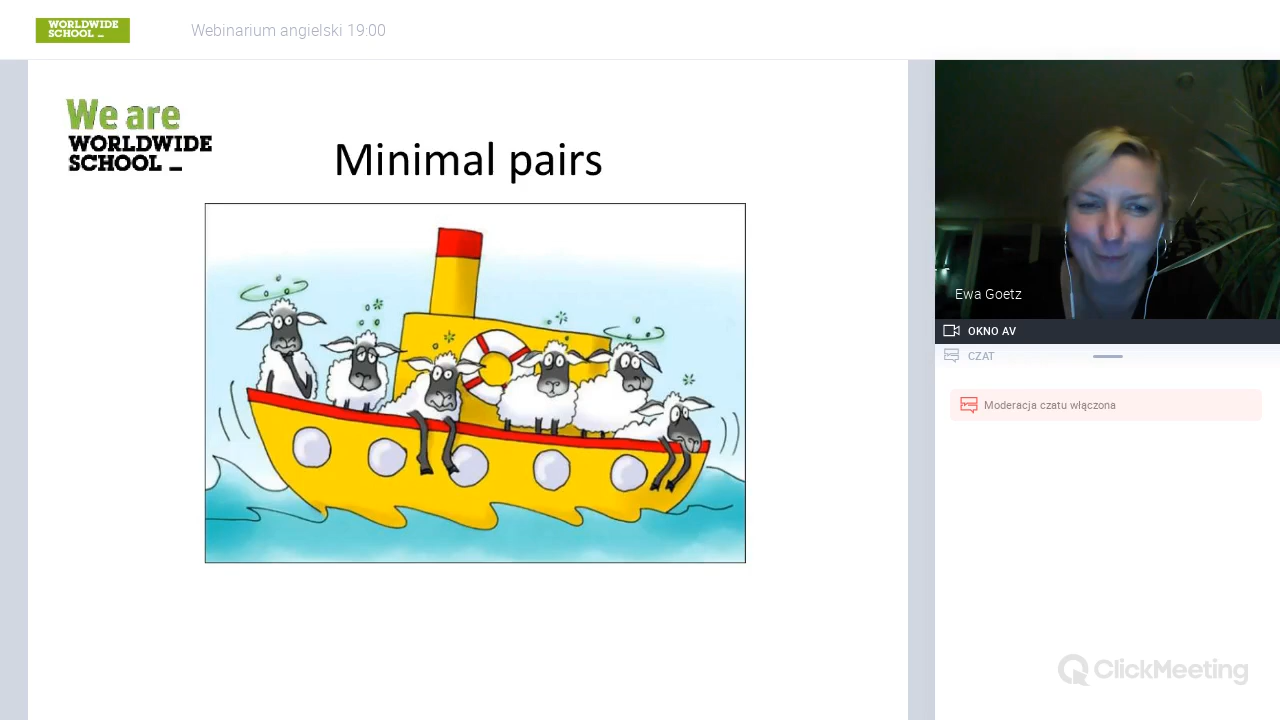 WORLDWIDE
SCHOOL _
Webinarium angielski 19:00
We are
WORLDWIDE
SCHOOL _
Minimal pairs
Ewa Goetz
OKNO AV
CZAT
Moderacja czatu włączona
ClickMeeting